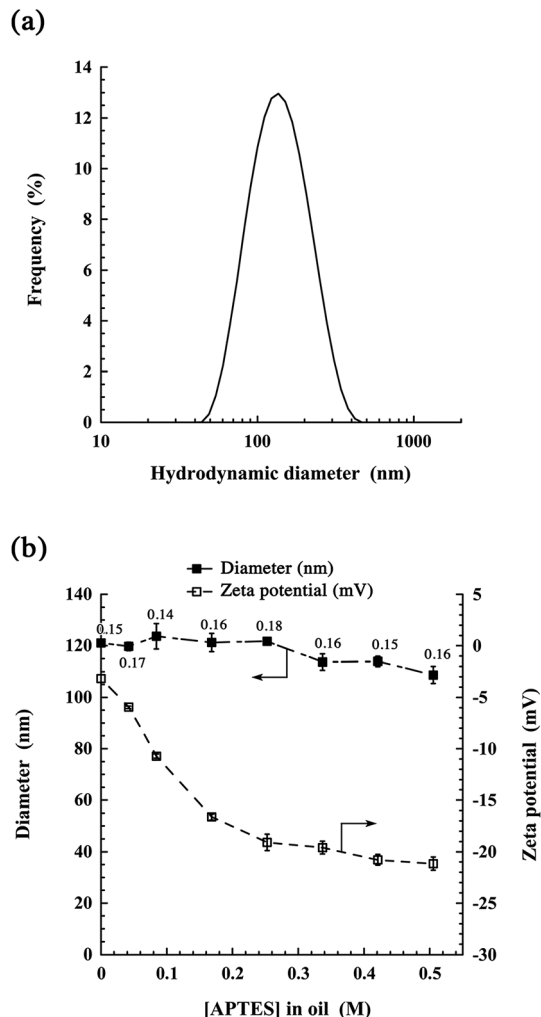 (a)
14
12
10
8
6
4
2
0
Frequency (%)
10 100 1000
Hydrodynamic diameter (nm)
(b)
Diameter (nm)
Zeta potential (mV)
140
120
100
80
60
40
20
0
Diameter (nm)
0.15
0.17
0.14
0.16
0.18
0.16
0.15
0.16
5
0
-5
-10
-15
-20
-25
-30
Zeta potential (mV)
0 0.1 0.2 0.3 0.4 0.5
[APTES] in oil (M)